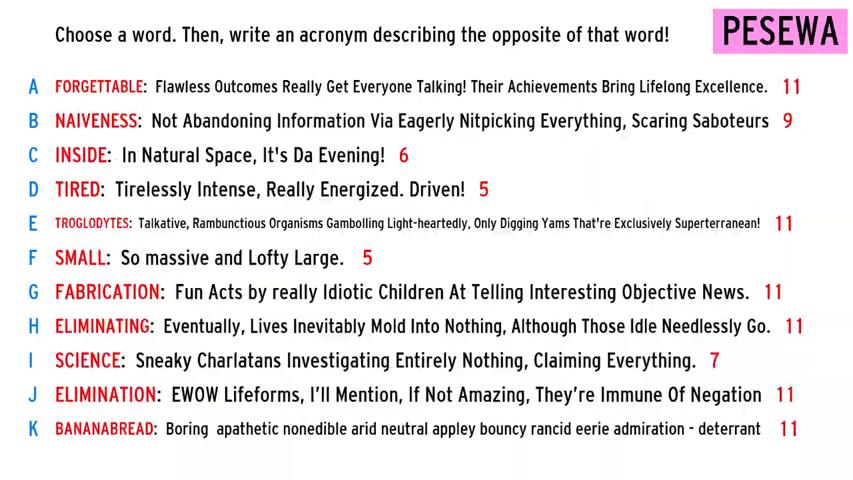 Choose a word. Then, write an acronym describing the opposite of that word! PESEWA
A FORGETTABLE: Flawless Outcomes Really Get Everyone Talking! Their Achievements Bring Lifelong Excellence. 11
B NAIVENESS: Not Abandoning Information Via Eagerly Nitpicking Everything, Scaring Saboteurs 9
C INSIDE: In Natural Space, It's Da Evening! 6
D TIRED: Tirelessly Intense, Really Energized. Driven! 5
E TROGLODYTES: Talkative, Rambunctious Organisms Gambolling Light-heartedly, Only Digging Yams That're Exclusively Superterranean! 11
F SMALL: So massive and Lofty Large. 5
G FABRICATION: Fun Acts by really Idiotic Children At Telling Interesting Objective News. 11
H ELIMINATING: Eventually, Lives Inevitably Mold Into Nothing, Although Those Idle Needlessly Go. 11
I SCIENCE: Sneaky Charlatans Investigating Entirely Nothing, Claiming Everything. 7
J ELIMINATION: EWOW Lifeforms, I'll Mention, If Not Amazing, They're Immune Of Negation 11
K BANANABREAD: Boring apathetic nonedible arid neutral appley bouncy rancid eerie admiration - deterrant 11